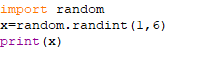 import random
x=random.randint(1,6)
print(x)